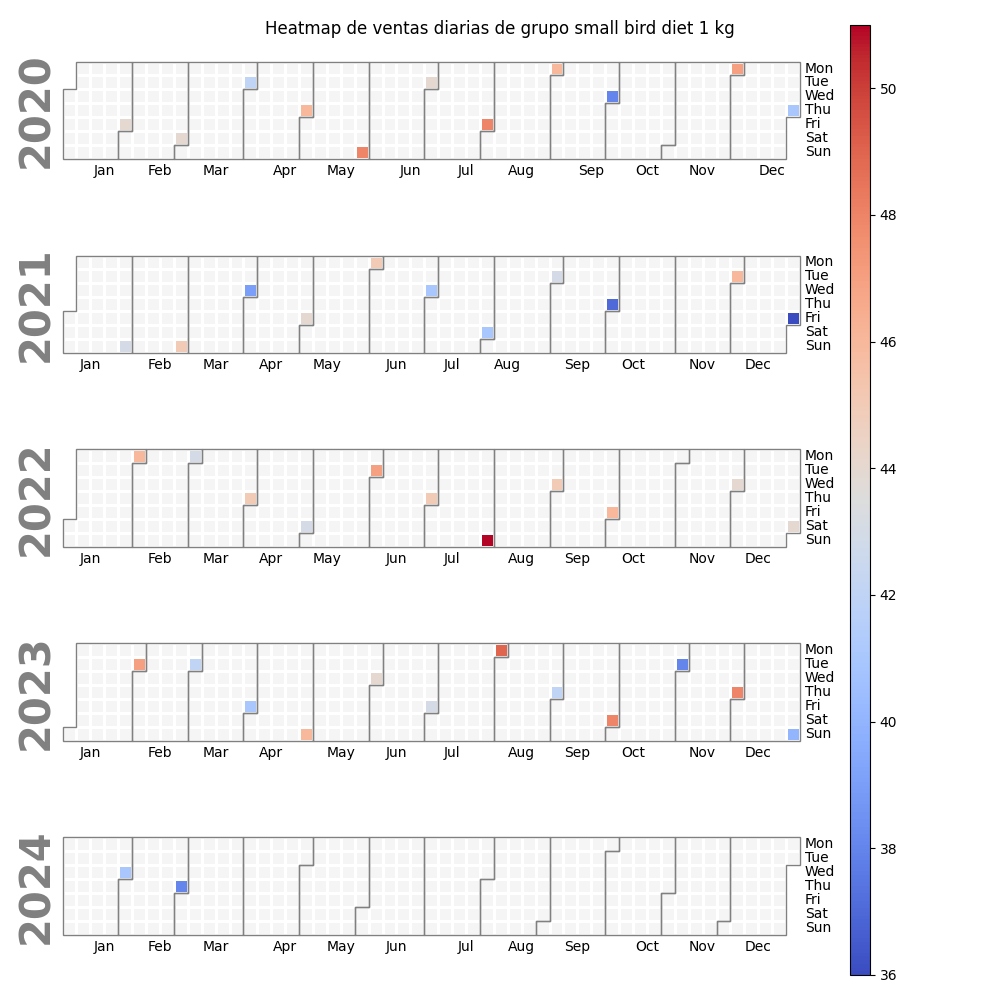 Heatmap de ventas diarias de grupo small bird diet 1 kg
2020
Mon
Tue
Wed
Thu
Fri
Sat
Sun
Jan Feb Mar Apr May Jun Jul Aug Sep Oct Nov Dec
2021
Mon
Tue
Wed
Thu
Fri
Sat
Sun
Jan Feb Mar Apr May Jun Jul Aug Sep Oct Nov Dec
2022
Mon
Tue
Wed
Thu
Fri
Sat
Sun
Jan Feb Mar Apr May Jun Jul Aug Sep Oct Nov Dec
2023
Mon
Tue
Wed
Thu
Fri
Sat
Sun
Jan Feb Mar Apr May Jun Jul Aug Sep Oct Nov Dec
2024
Mon
Tue
Wed
Thu
Fri
Sat
Sun
Jan Feb Mar Apr May Jun Jul Aug Sep Oct Nov Dec
50
48
46
44
42
40
38
36